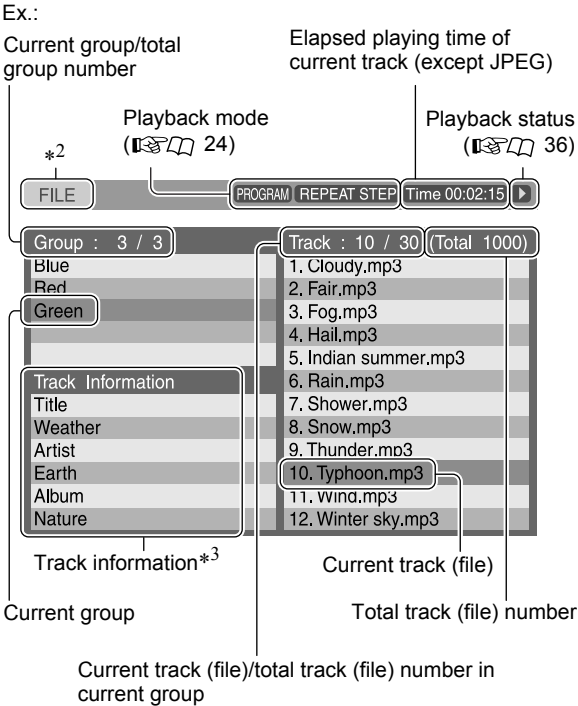 Ex.:
Current group/total
group number
Elapsed playing time of
current track (except JPEG)
Playback mode
( 24)
Playback status
( 36)
*2
FILE
PROGRAM REPEAT STEP Time 00:02:15
Group : 3 / 3
Track : 10 / 30 (Total 1000)
Blue
Red
Green
Track Information
Title
Weather
Artist
Earth
Album
Nature
1. Cloudy.mp3
2. Fair.mp3
3. Fog.mp3
4. Hail.mp3
5. Indian summer.mp3
6. Rain.mp3
7. Shower.mp3
8. Snow.mp3
9. Thunder.mp3
10. Typhoon.mp3
11. Wind.mp3
12. Winter sky.mp3
Track information*3
Current track (file)
Current group
Total track (file) number
Current track (file)/total track (file) number in
current group